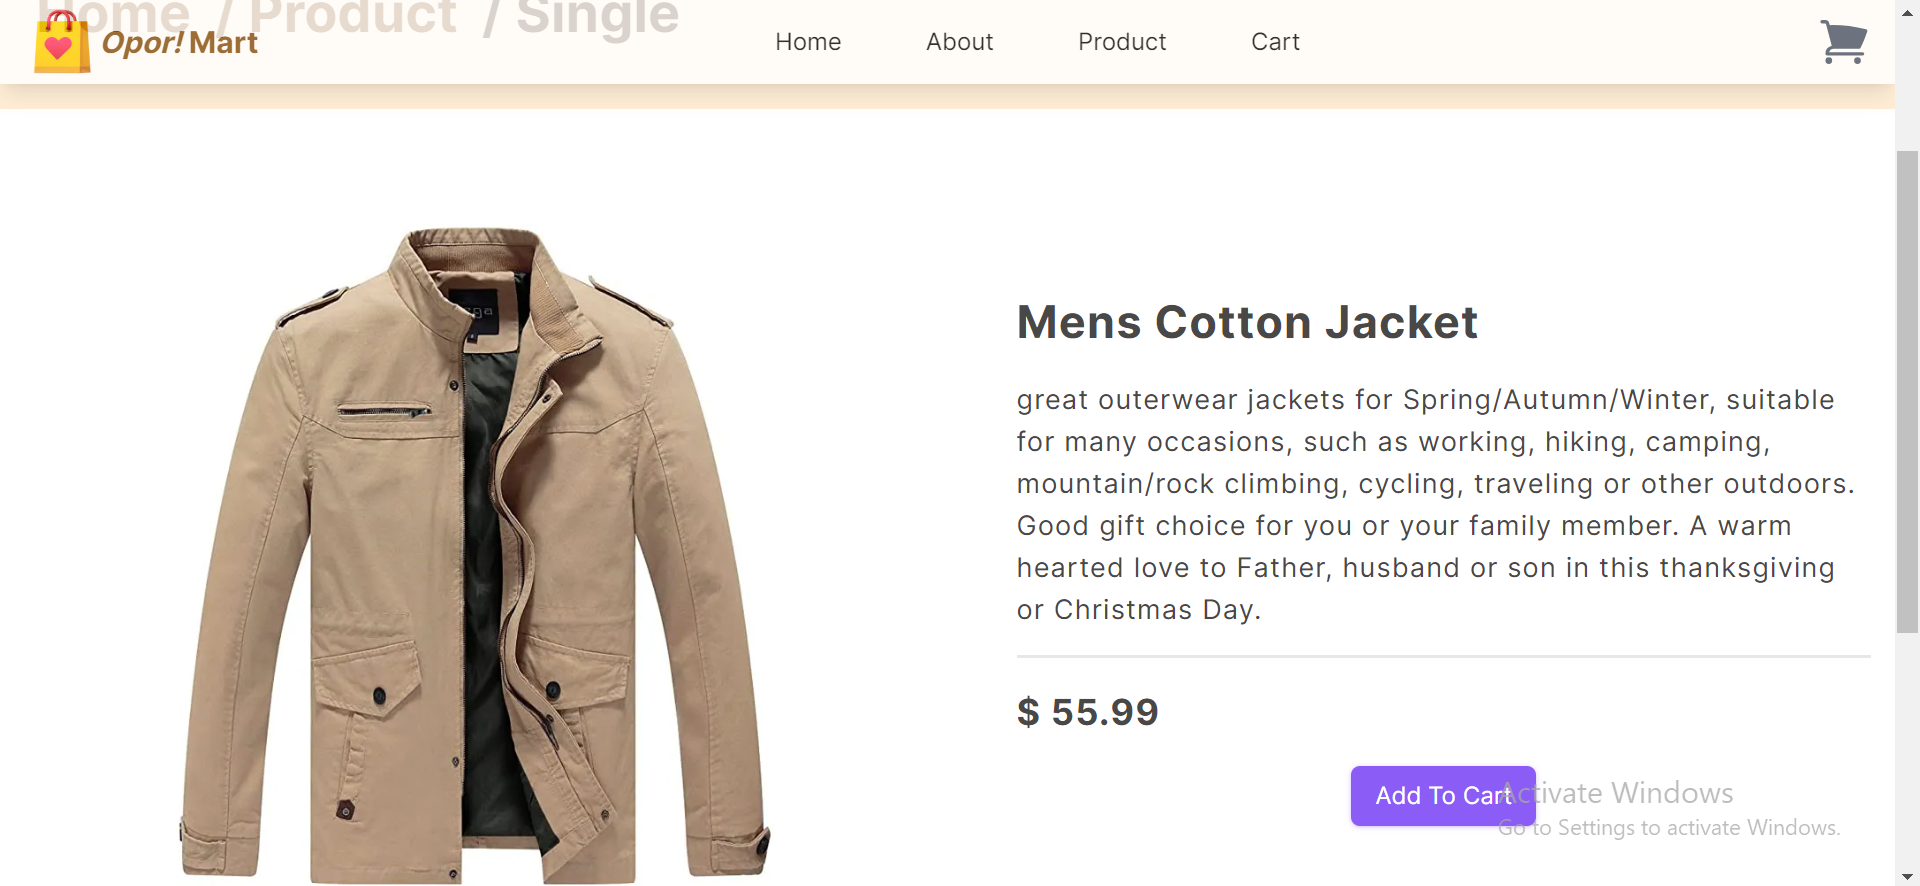 Home / Product / Single
Opor! Mart
Home
About
Product
Cart
Mens Cotton Jacket
great outerwear jackets for Spring/Autumn/Winter, suitable
for many occasions, such as working, hiking, camping,
mountain/rock climbing, cycling, traveling or other outdoors.
Good gift choice for you or your family member. A warm
hearted love to Father, husband or son in this thanksgiving
or Christmas Day.
$ 55.99
Add To Cart
Activate Windows
Go to Settings to activate Windows.